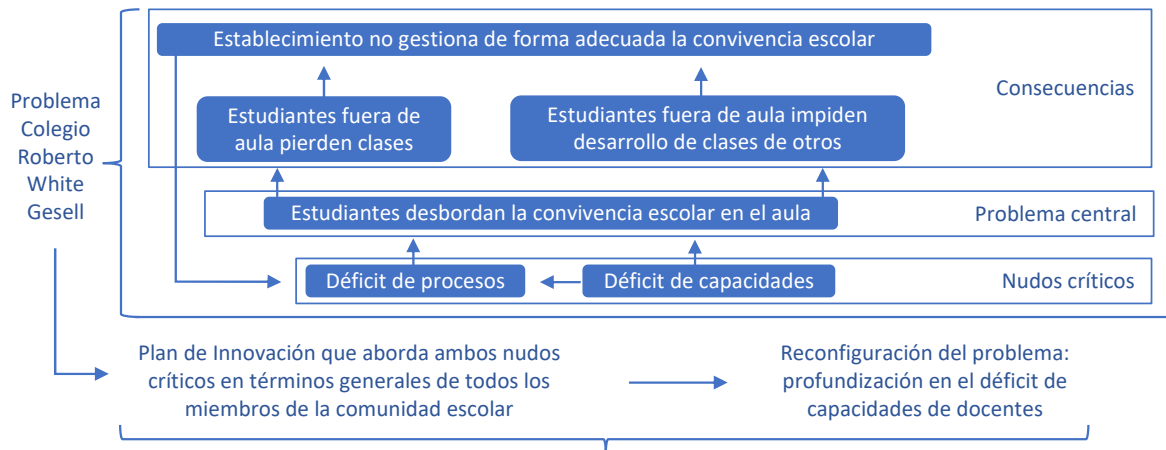 Establecimiento no gestiona de forma adecuada la convivencia escolar
Consecuencias
Estudiantes fuera de
aula pierden clases
Estudiantes fuera de aula impiden
desarrollo de clases de otros
Problema
Colegio
Roberto
White
Gesell
Estudiantes desbordan la convivencia escolar en el aula
Problema central
Déficit de procesos
Déficit de capacidades
Nudos críticos
Plan de Innovación que aborda ambos nudos
críticos en términos generales de todos los
miembros de la comunidad escolar
Reconfiguración del problema:
profundización en el déficit de
capacidades de docentes